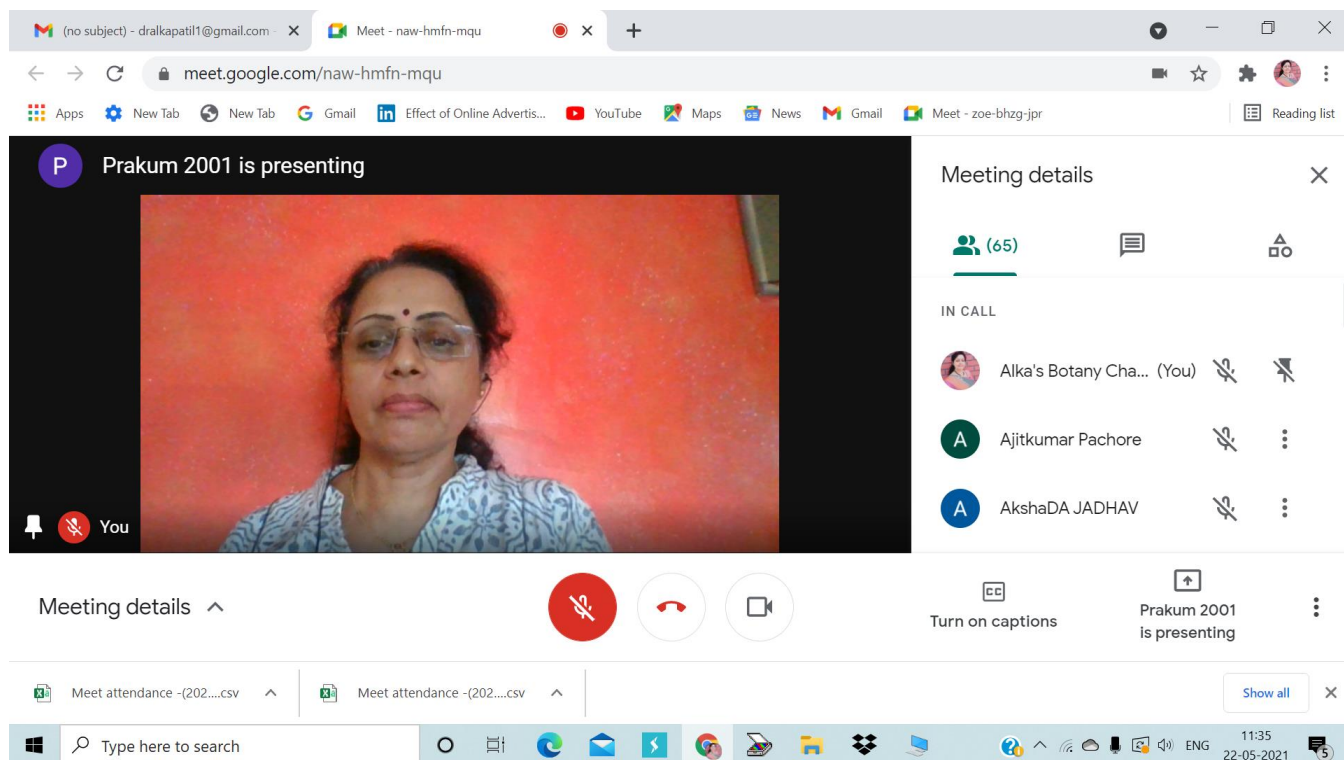 (no subject) - dralkapatil1@gmail.com -
Meet - naw-hmfn-mqu
meet.google.com/naw-hmfn-mqu
Apps New Tab New Tab Gmail Effect of Online Advertis... YouTube Maps News Gmail Meet - zoe-bhzg-jpr Reading list
P Prakum 2001 is presenting
You
Meeting details
(65)
IN CALL
Alka's Botany Cha... (You)
A Ajitkumar Pachore
A AkshaDA JADHAV
Meeting details
CC
Turn on captions
Prakum 2001
is presenting
Meet attendance -(202....csv
Meet attendance -(202....csv
Show all
Type here to search
ENG
11:35
22-05-2021
5